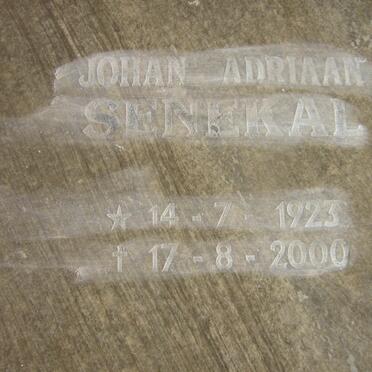 JOHAN ADRIAAN
SENEKAL
☆ 14 - 7 - 1923
† 17 - 8 - 2000